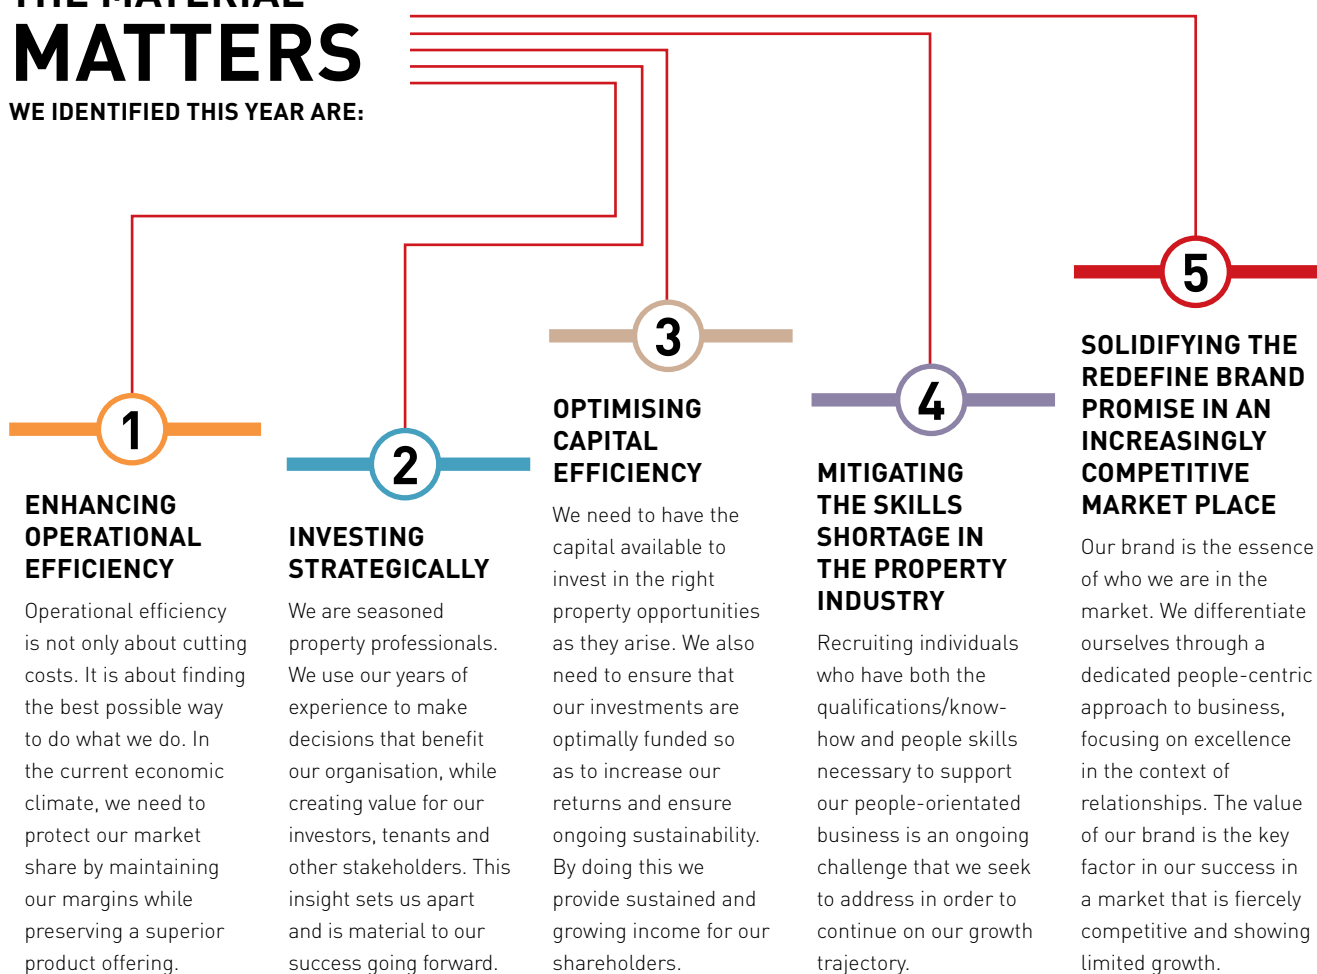 THE MATERIAL
MATTERS
WE IDENTIFIED THIS YEAR ARE:
1
ENHANCING
OPERATIONAL
EFFICIENCY
Operational efficiency
is not only about cutting
costs. It is about finding
the best possible way
to do what we do. In
the current economic
climate, we need to
protect our market
share by maintaining
our margins while
preserving a superior
product offering.
2
INVESTING
STRATEGICALLY
We are seasoned
property professionals.
We use our years of
experience to make
decisions that benefit
our organisation, while
creating value for our
investors, tenants and
other stakeholders. This
insight sets us apart
and is material to our
success going forward.
3
OPTIMISING
CAPITAL
EFFICIENCY
We need to have the
capital available to
invest in the right
property opportunities
as they arise. We also
need to ensure that
our investments are
optimally funded so
as to increase our
returns and ensure
ongoing sustainability.
By doing this we
provide sustained and
growing income for our
shareholders.
4
MITIGATING
THE SKILLS
SHORTAGE IN
THE PROPERTY
INDUSTRY
Recruiting individuals
who have both the
qualifications/know-
how and people skills
necessary to support
our people-orientated
business is an ongoing
challenge that we seek
to address in order to
continue on our growth
trajectory.
5
SOLIDIFYING THE
REDEFINE BRAND
PROMISE IN AN
INCREASINGLY
COMPETITIVE
MARKET PLACE
Our brand is the essence
of who we are in the
market. We differentiate
ourselves through a
dedicated people-centric
approach to business,
focusing on excellence
in the context of
relationships. The value
of our brand is the key
factor in our success in
a market that is fiercely
competitive and showing
limited growth.